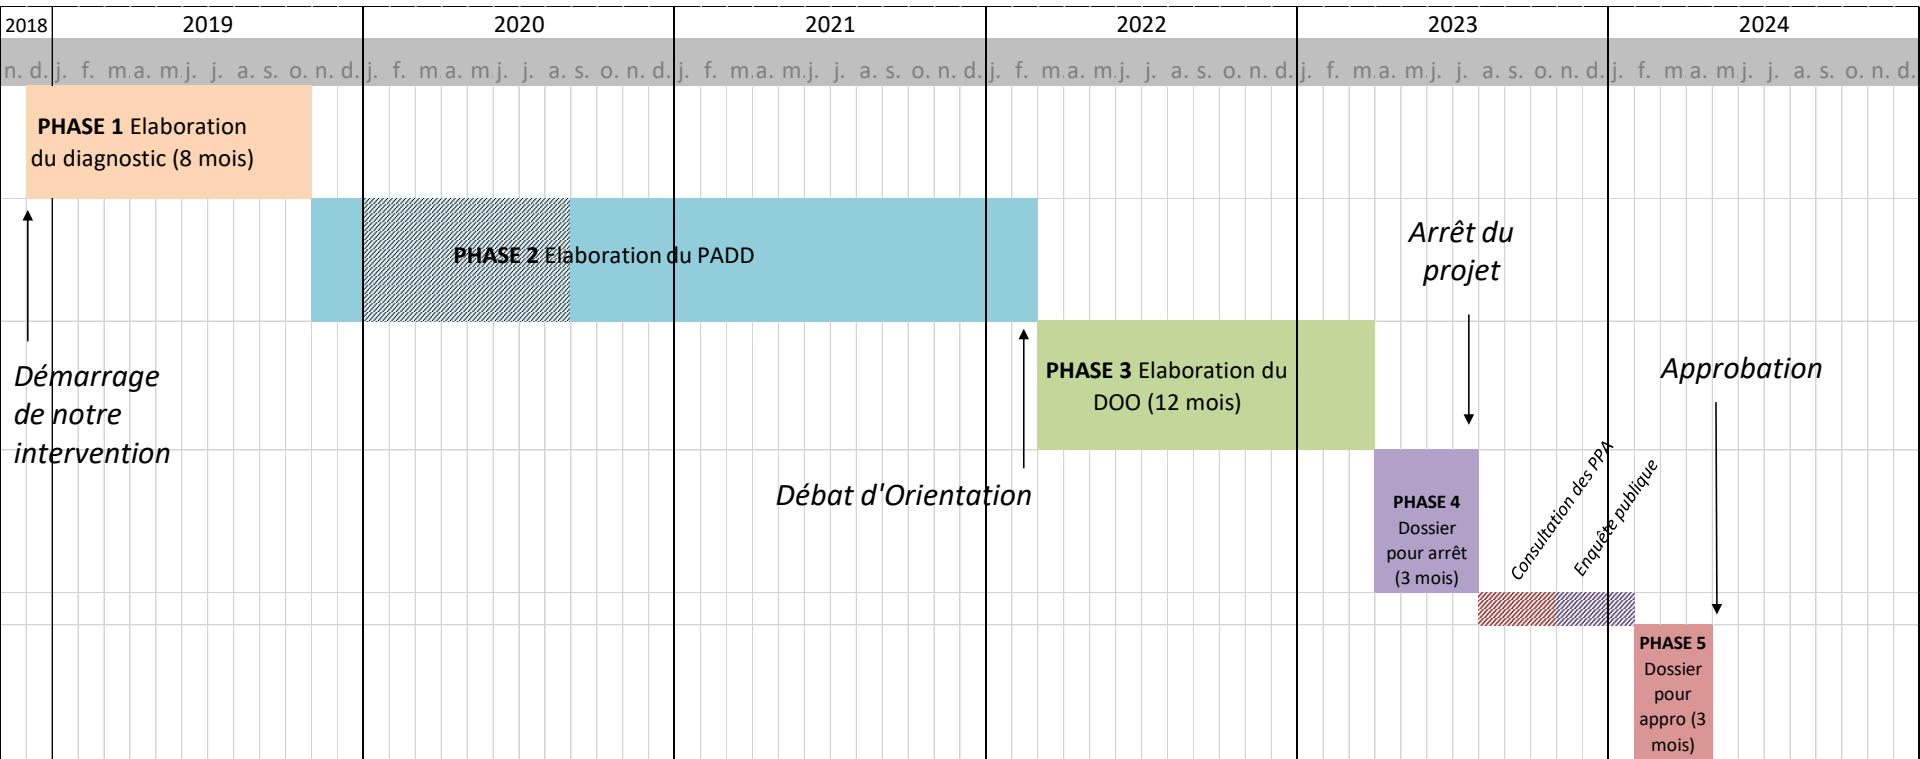 2018 2019 2020 2021 2022 2023 2024
n. d. j. f. m. a. m. j. j. a. s. o. n. d. j. f. m. a. m. j. j. a. s. o. n. d. j. f. m. a. m. j. j. a. s. o. n. d. j. f. m. a. m. j. j. a. s. o. n. d. j. f. m. a. m. j. j. a. s. o. n. d. j. f. m. a. m. j. j. a. s. o. n. d.
PHASE 1 Elaboration
du diagnostic (8 mois)
PHASE 2 Elaboration du PADD
Arrêt du
projet
Démarrage
de notre
intervention
PHASE 3 Elaboration du
DOO (12 mois)
Approbation
Débat d'Orientation
PHASE 4
Dossier
pour arrêt
(3 mois)
Consultation des PPA
Enquête publique
PHASE 5
Dossier
pour
appro (3
mois)